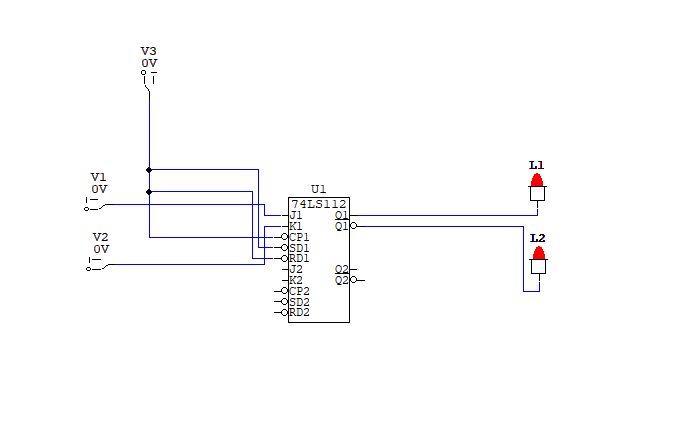 V3
0V
V1
0V
V2
0V
U1
74LS112
J1
K1
CP1
SD1
RD1
J2
K2
CP2
SD2
RD2
Q1
Q1
Q2
Q2
L1
L2